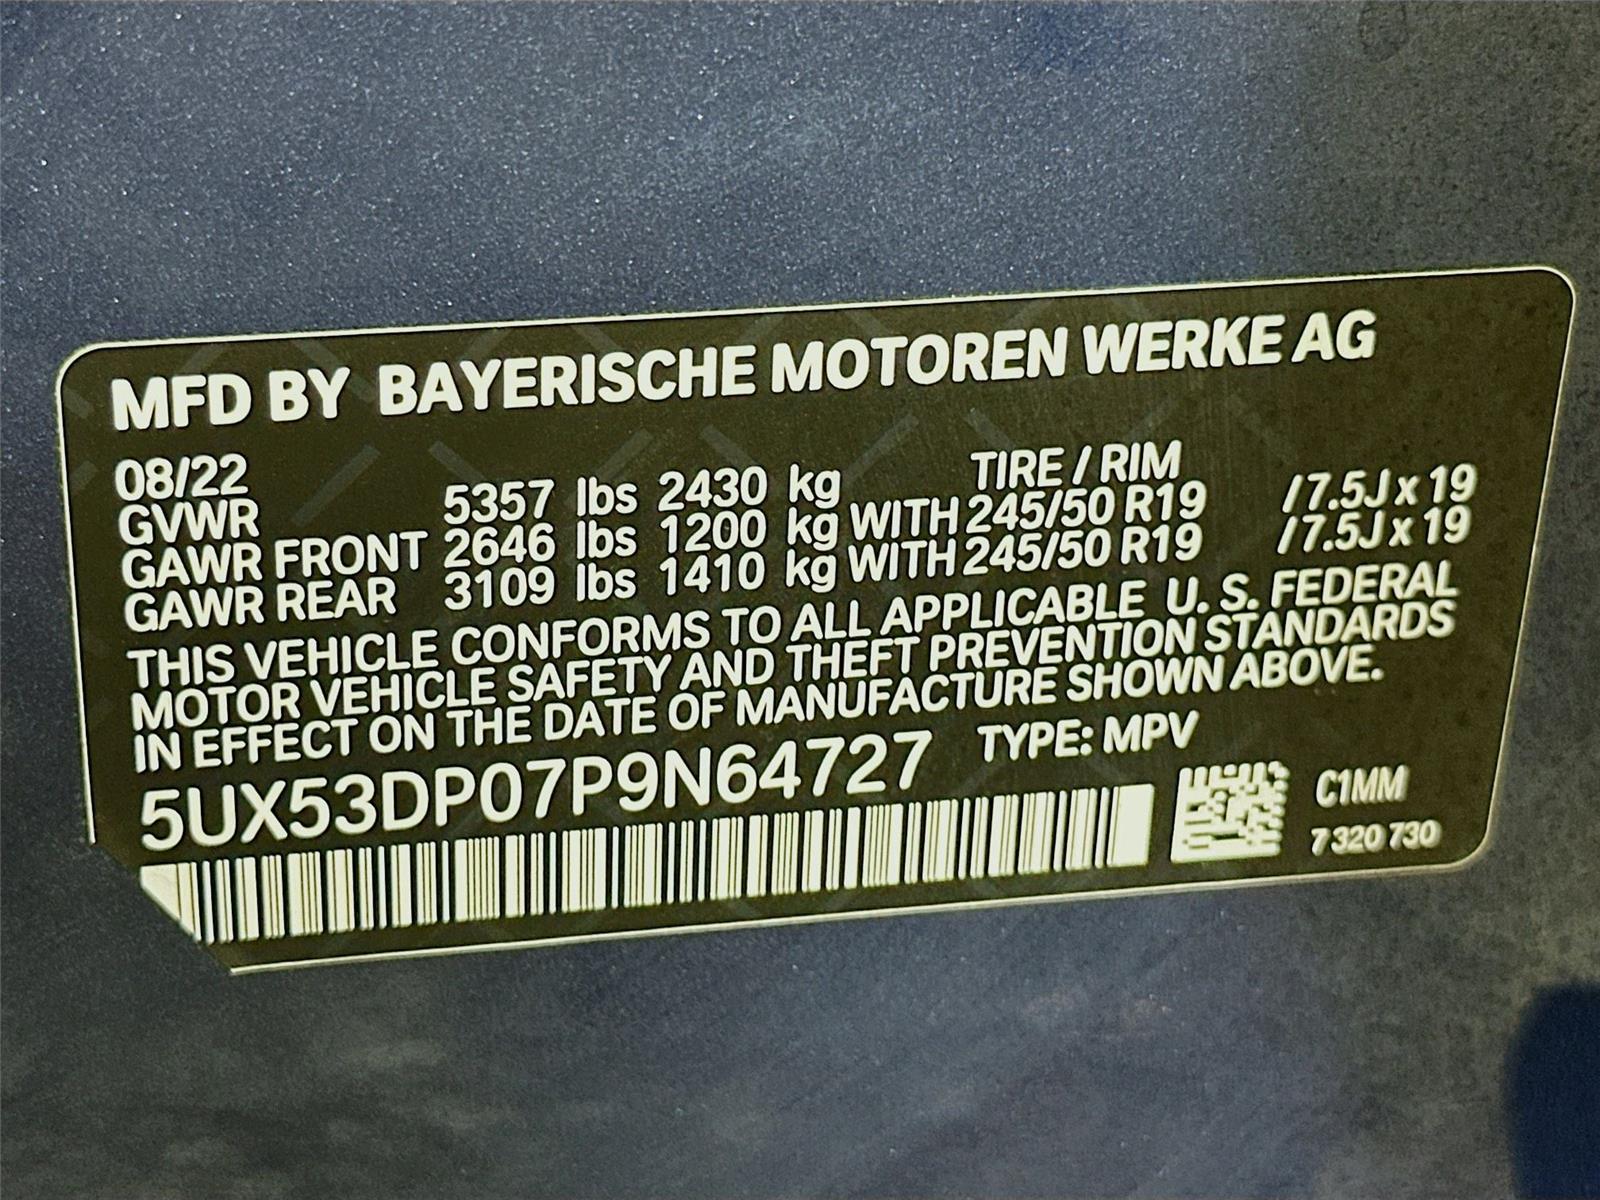 MFD BY BAYERISCHE MOTOREN WERKE AG
08/22 TIRE / RIM
GVWR 5357 lbs 2430 kg
GAWR FRONT 2646 lbs 1200 kg WITH 245/50 R19 /7.5J x 19
GAWR REAR 3109 lbs 1410 kg WITH 245/50 R19 /7.5J x 19
THIS VEHICLE CONFORMS TO ALL APPLICABLE U. S. FEDERAL
MOTOR VEHICLE SAFETY AND THEFT PREVENTION STANDARDS
IN EFFECT ON THE DATE OF MANUFACTURE SHOWN ABOVE.
5UX53DP07P9N64727 TYPE: MPV
C1MM
7 320 730